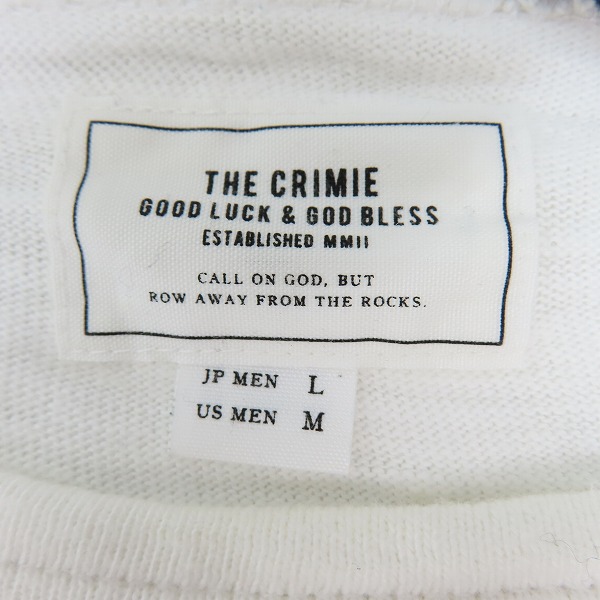 THE CRIMIE
GOOD LUCK & GOD BLESS
ESTABLISHED MMII
CALL ON GOD, BUT
ROW AWAY FROM THE ROCKS.
JP MEN L
US MEN M